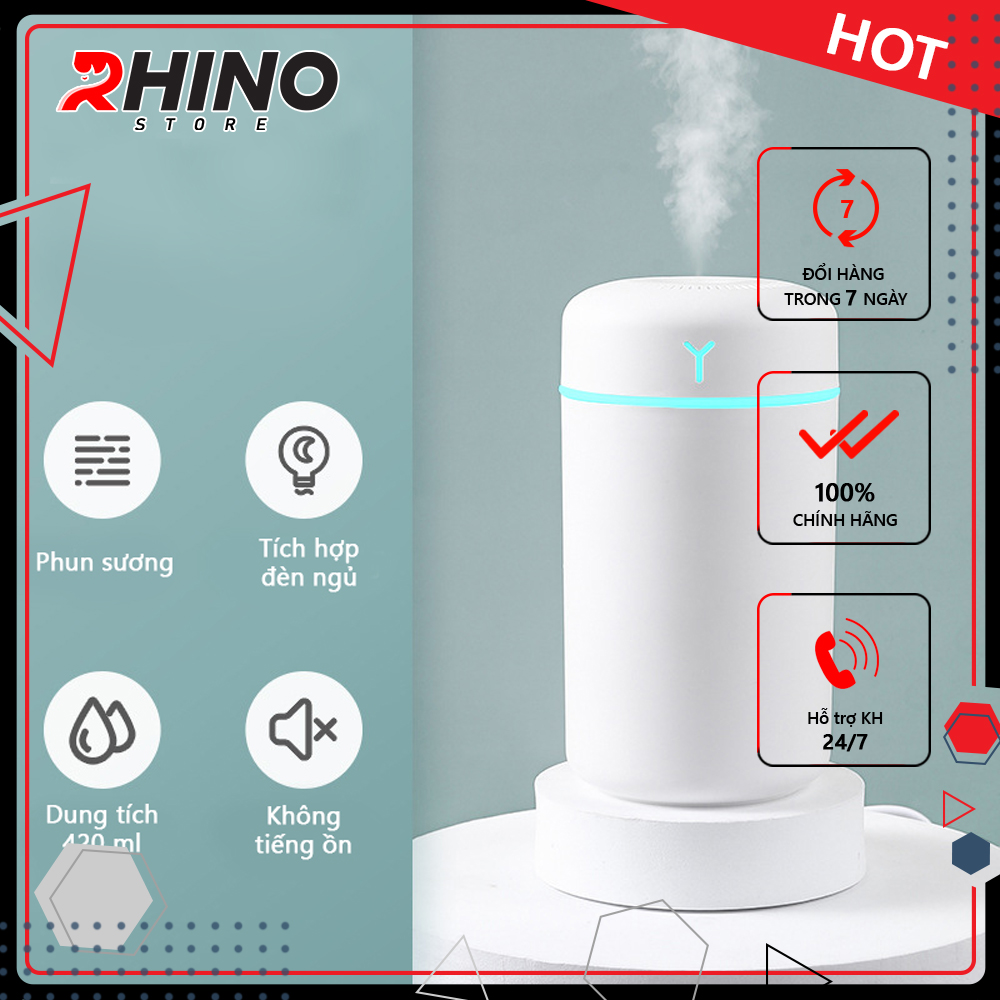 RHINO
STORE
HOT
7
ĐỔI HÀNG
TRONG 7 NGÀY
100%
CHÍNH HÃNG
Hỗ trợ KH
24/7
Phun sương
Tích hợp
đèn ngủ
Dung tích
420 ml
Không
tiếng ồn